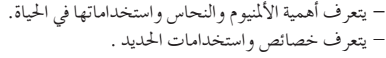 – يتعرف أهمية الألمنيوم والنحاس واستخداماتها في الحياة.
– يتعرف خصائص واستخدامات الحديد .